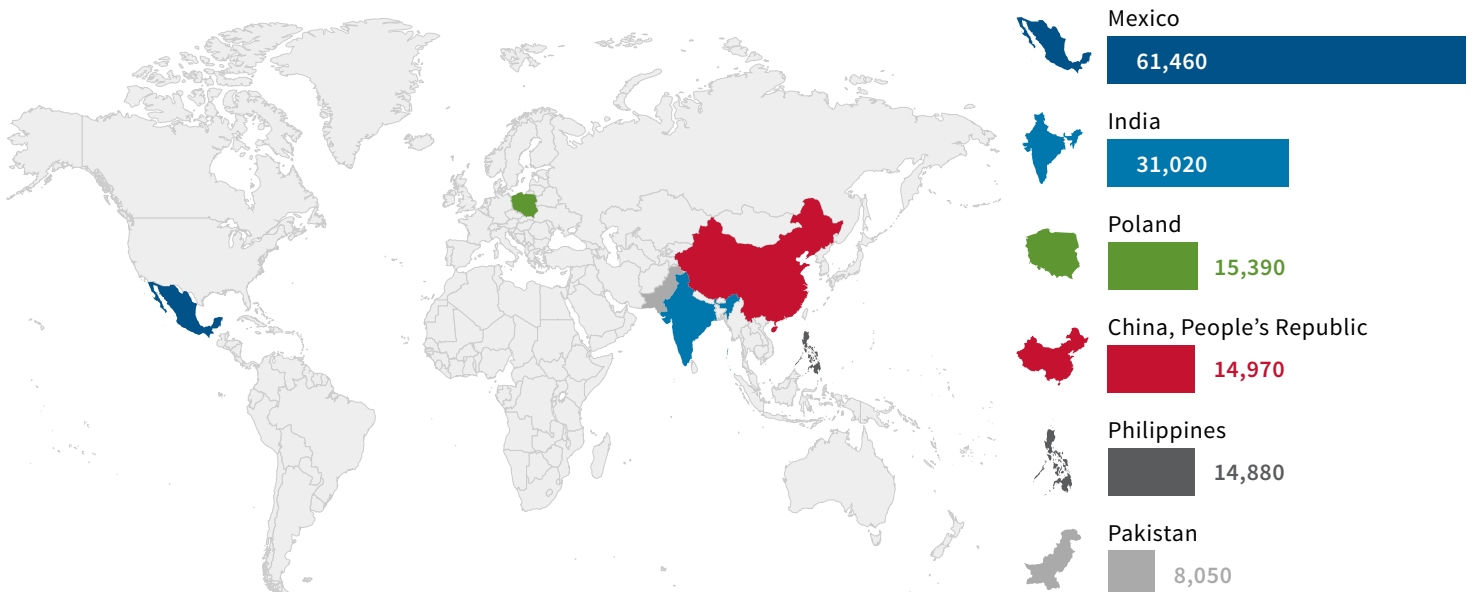 Mexico
61,460
India
31,020
Poland
15,390
China, People’s Republic
14,970
Philippines
14,880
Pakistan
8,050